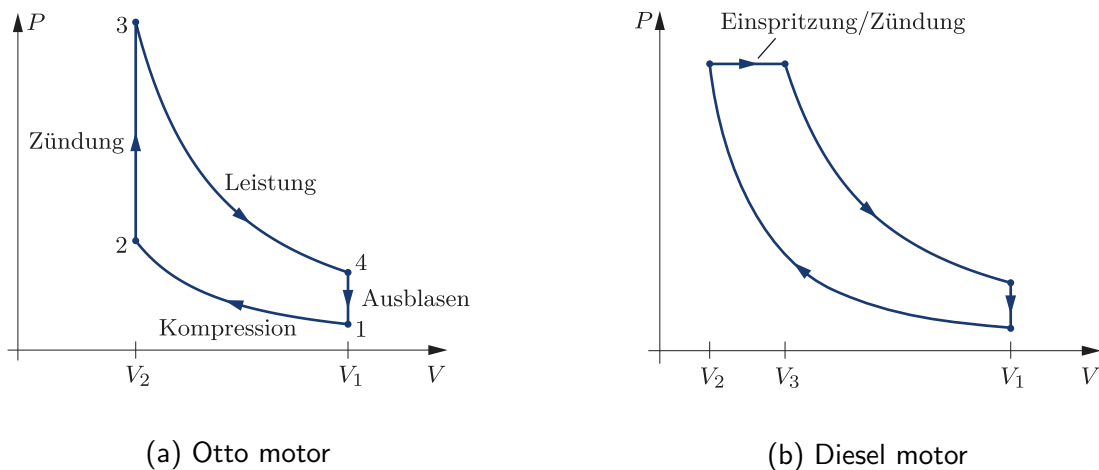 P
3
Zündung
Leistung
2
4
Ausblasen
Kompression
1
V₂
V₁
V
(a) Otto motor
P
Einspritzung/Zündung
V₂
V₃
V₁
V
(b) Diesel motor